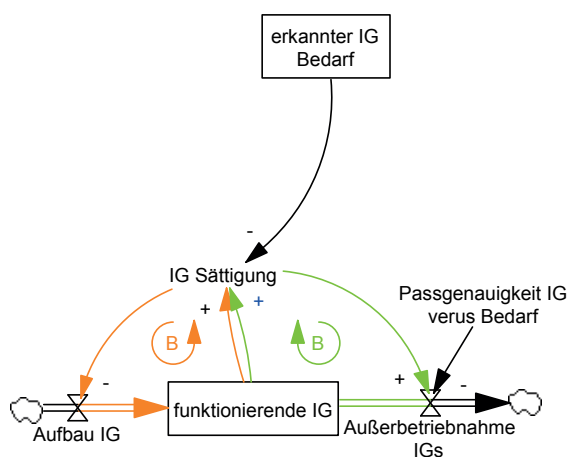 erkannter IG
Bedarf
-
IG Sättigung
+
+
Passgenauigkeit IG
verus Bedarf
B
B
-
+
-
funktionierende IG
Aufbau IG
Außerbetriebnahme
IGs